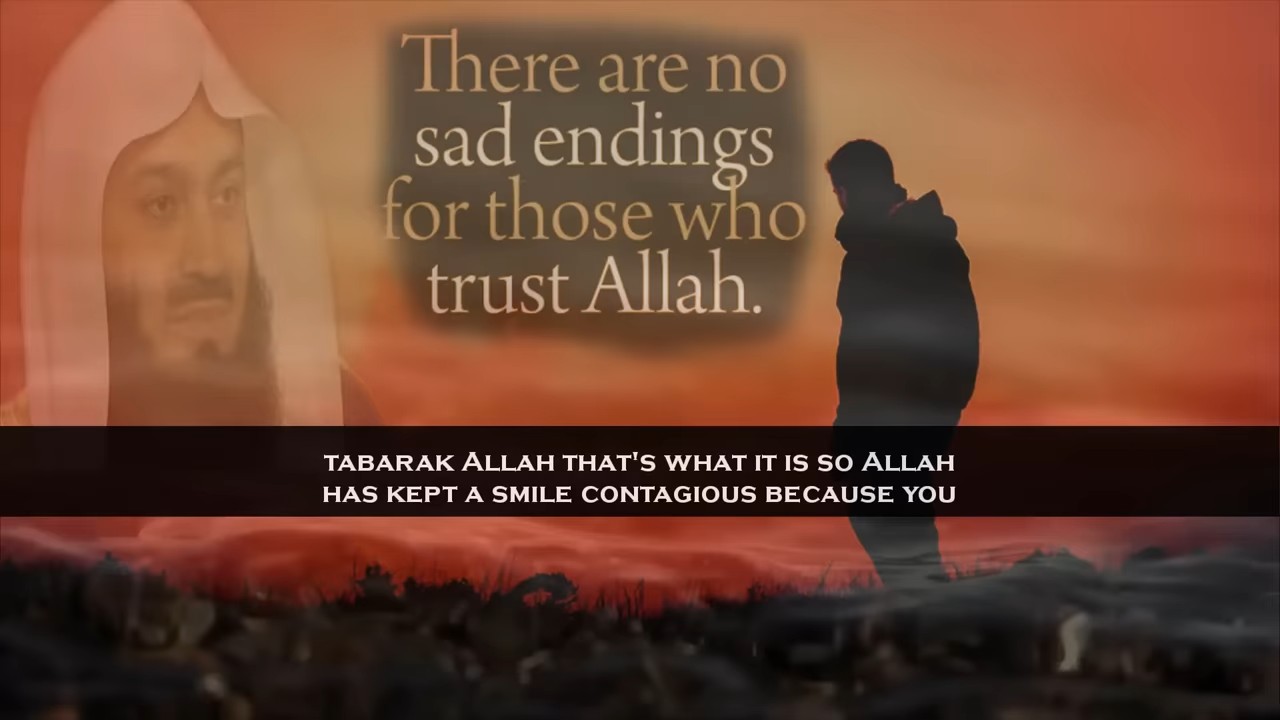 There are no
sad endings
for those who
trust Allah.
TABARAK ALLAH THAT'S WHAT IT IS SO ALLAH
HAS KEPT A SMILE CONTAGIOUS BECAUSE YOU